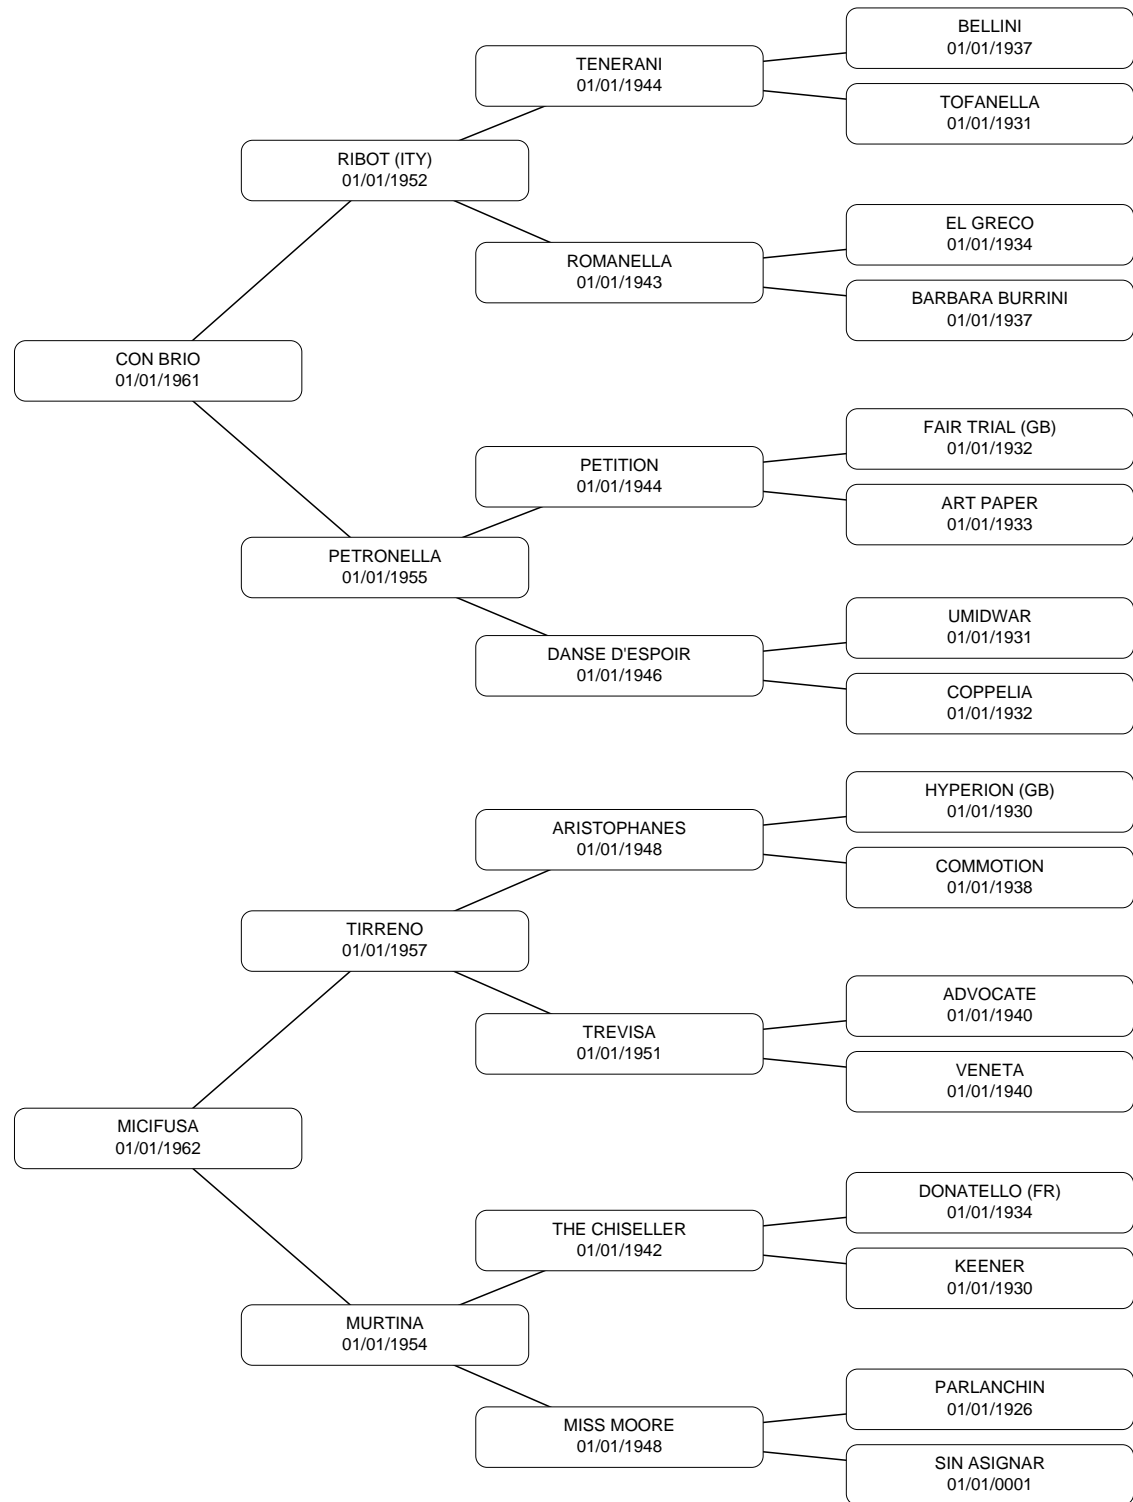 BELLINI
01/01/1937
TENERANI
01/01/1944
TOFANELLA
01/01/1931
RIBOT (ITY)
01/01/1952
EL GRECO
01/01/1934
ROMANELLA
01/01/1943
BARBARA BURRINI
01/01/1937
CON BRIO
01/01/1961
FAIR TRIAL (GB)
01/01/1932
PETITION
01/01/1944
ART PAPER
01/01/1933
PETRONELLA
01/01/1955
UMIDWAR
01/01/1931
DANSE D'ESPOIR
01/01/1946
COPPELIA
01/01/1932
HYPERION (GB)
01/01/1930
ARISTOPHANES
01/01/1948
COMMOTION
01/01/1938
TIRRENO
01/01/1957
ADVOCATE
01/01/1940
TREVISA
01/01/1951
VENETA
01/01/1940
MICIFUSA
01/01/1962
DONATELLO (FR)
01/01/1934
THE CHISELLER
01/01/1942
KEENER
01/01/1930
MURTINA
01/01/1954
PARLANCHIN
01/01/1926
MISS MOORE
01/01/1948
SIN ASIGNAR
01/01/0001